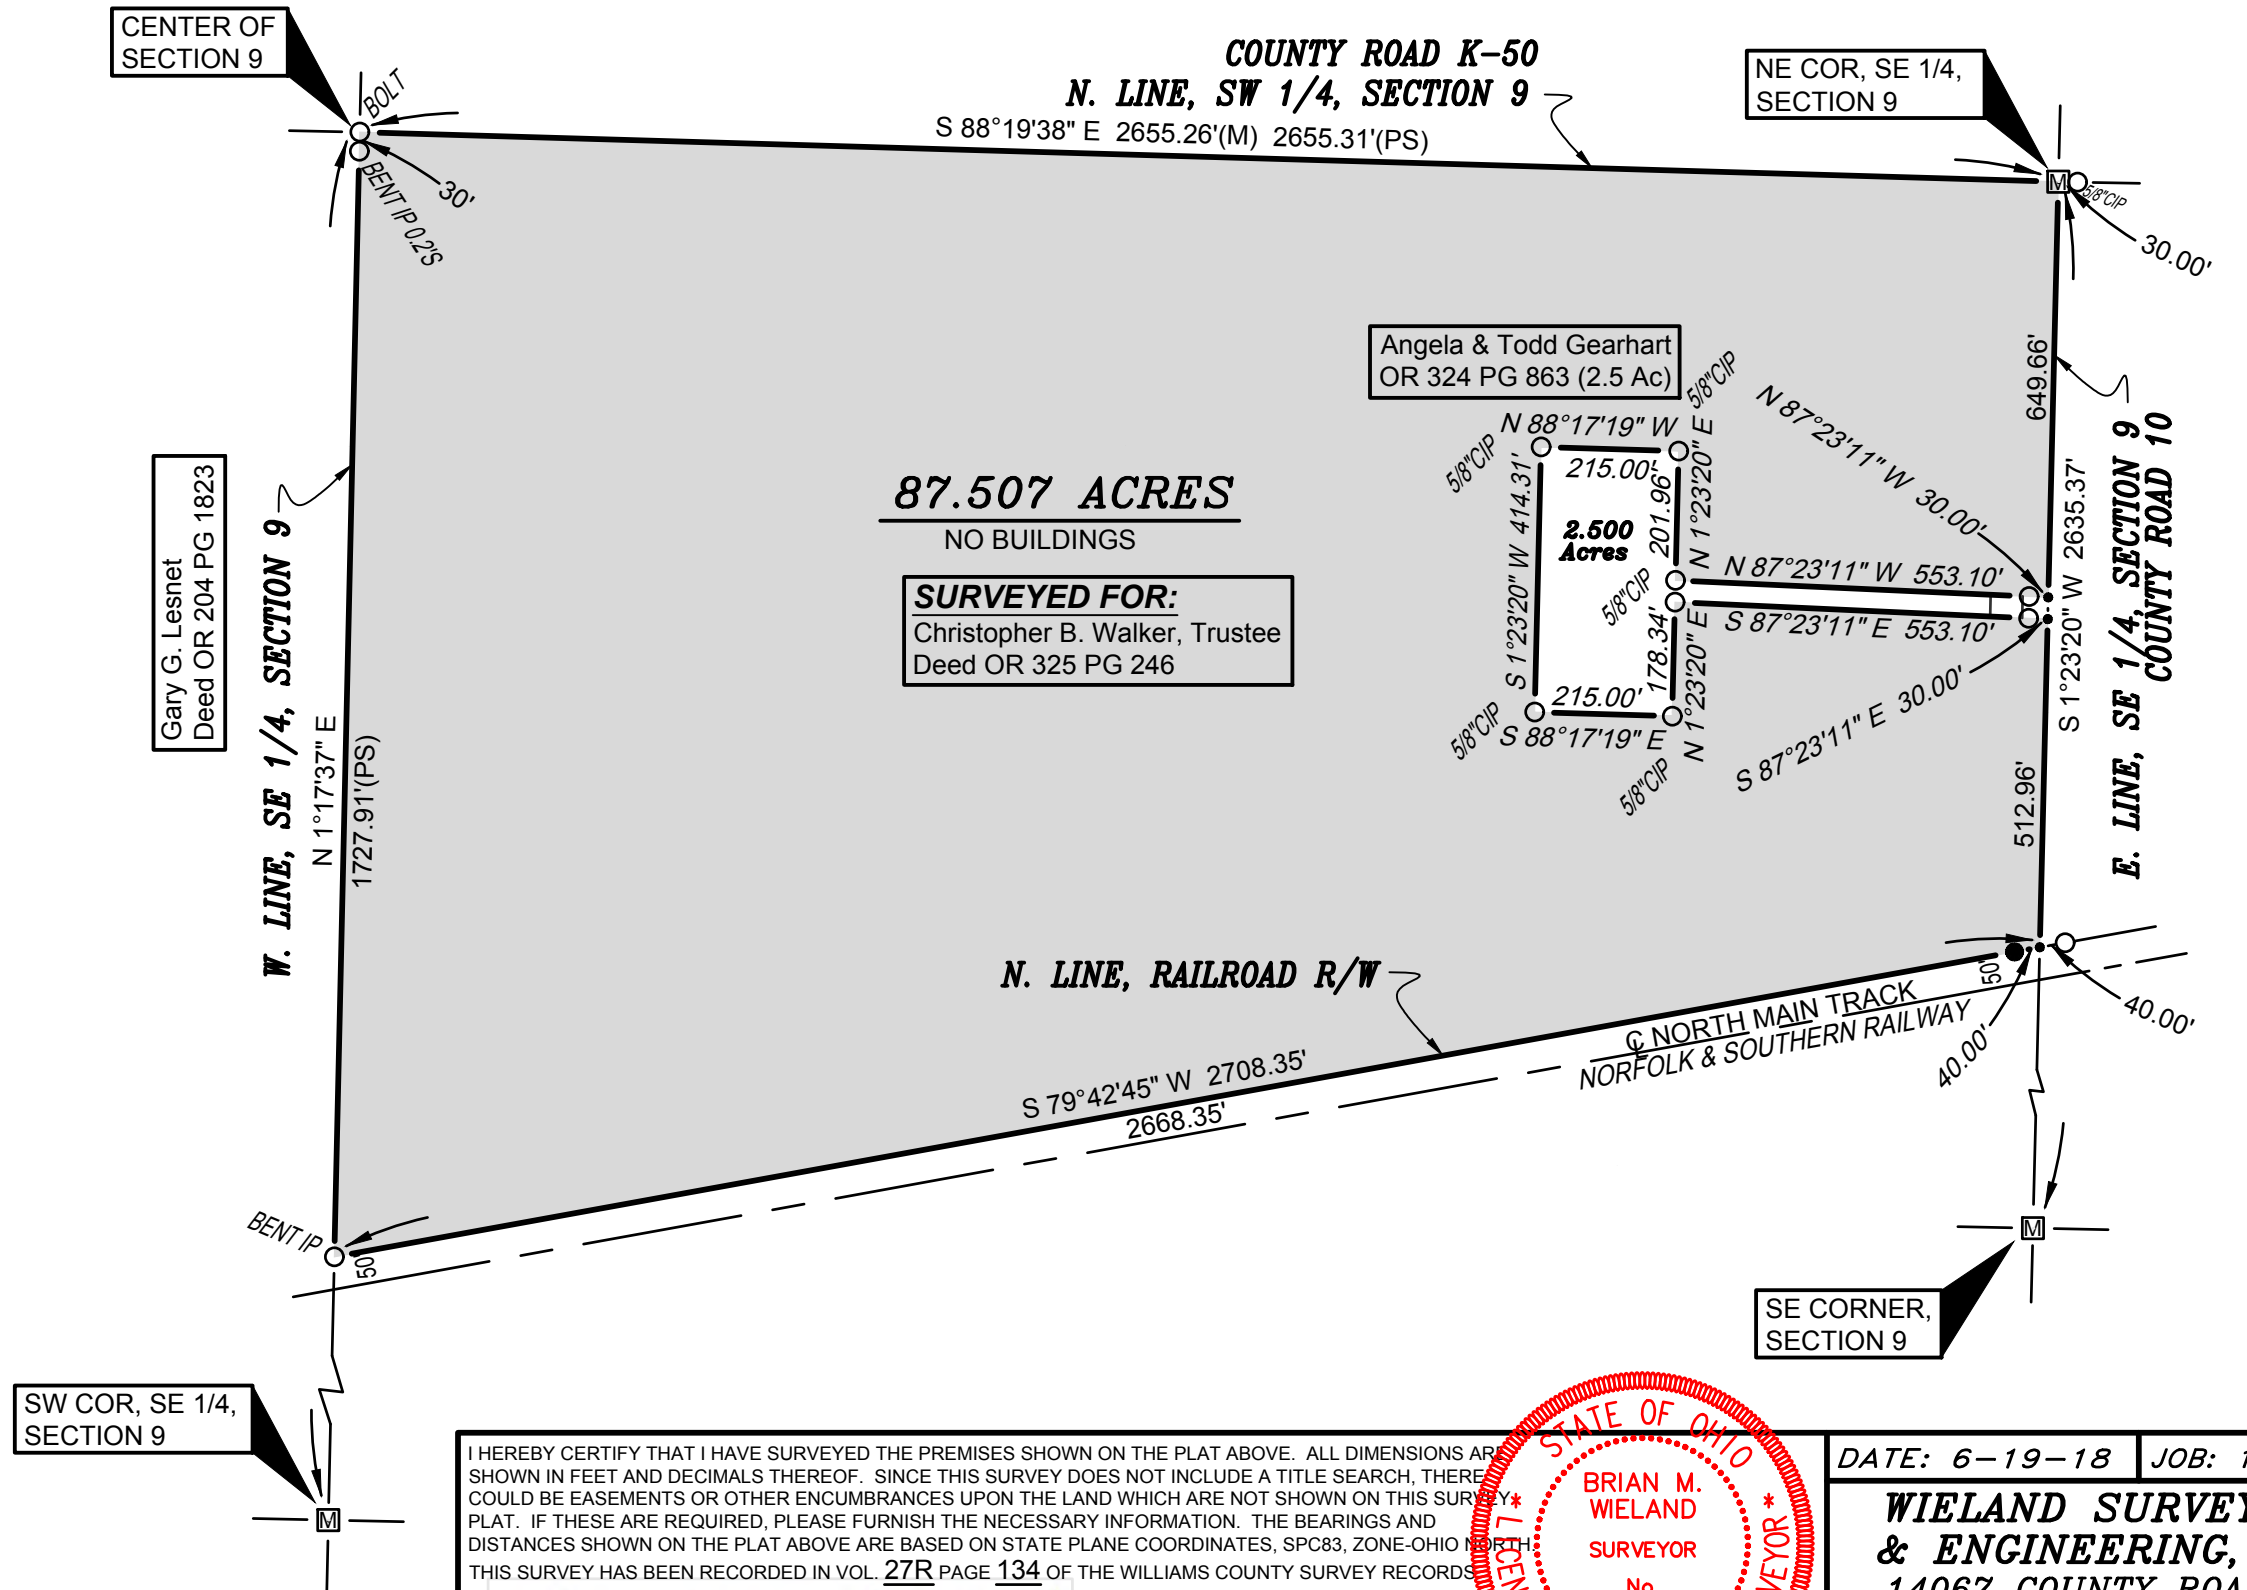 CENTER OF
SECTION 9
BOLT
BENT IP 0.2'S
30'
COUNTY ROAD K-50
N. LINE, SW 1/4, SECTION 9
S 88°19'38" E 2655.26'(M) 2655.31'(PS)
NE COR, SE 1/4,
SECTION 9
M
5/8"CIP
30.00'
649.66'
Angela & Todd Gearhart
OR 324 PG 863 (2.5 Ac)
5/8"CIP
N 88°17'19" W
215.00'
5/8"CIP
S 1°23'20" W 414.31'
201.96'
N 1°23'20" E
2.500
Acres
5/8"CIP
178.34'
N 1°23'20" E
215.00'
S 88°17'19" E
5/8"CIP
5/8"CIP
N 87°23'11" W 30.00'
N 87°23'11" W 553.10'
S 87°23'11" E 553.10'
S 87°23'11" E 30.00'
S 1°23'20" W 2635.37'
E. LINE, SE 1/4, SECTION 9
COUNTY ROAD 10
512.96'
87.507 ACRES
NO BUILDINGS
SURVEYED FOR:
Christopher B. Walker, Trustee
Deed OR 325 PG 246
Gary G. Lesnet
Deed OR 204 PG 1823
W. LINE, SE 1/4, SECTION 9
N 1°17'37" E
1727.91'(PS)
N. LINE, RAILROAD R/W
S 79°42'45" W 2708.35'
2668.35'
50'
℄ NORTH MAIN TRACK
NORFOLK & SOUTHERN RAILWAY
40.00'
40.00'
BENT IP
50'
M
SE CORNER,
SECTION 9
SW COR, SE 1/4,
SECTION 9
M
I HEREBY CERTIFY THAT I HAVE SURVEYED THE PREMISES SHOWN ON THE PLAT ABOVE. ALL DIMENSIONS ARE
SHOWN IN FEET AND DECIMALS THEREOF. SINCE THIS SURVEY DOES NOT INCLUDE A TITLE SEARCH, THERE
COULD BE EASEMENTS OR OTHER ENCUMBRANCES UPON THE LAND WHICH ARE NOT SHOWN ON THIS SURVEY
PLAT. IF THESE ARE REQUIRED, PLEASE FURNISH THE NECESSARY INFORMATION. THE BEARINGS AND
DISTANCES SHOWN ON THE PLAT ABOVE ARE BASED ON STATE PLANE COORDINATES, SPC83, ZONE-OHIO NORTH.
THIS SURVEY HAS BEEN RECORDED IN VOL. 27R PAGE 134 OF THE WILLIAMS COUNTY SURVEY RECORDS
STATE OF OHIO
* LICEN
VEYOR *
BRIAN M.
WIELAND
SURVEYOR
No
DATE: 6-19-18
JOB: 1
WIELAND SURVEY
& ENGINEERING,
14067 COUNTY ROA